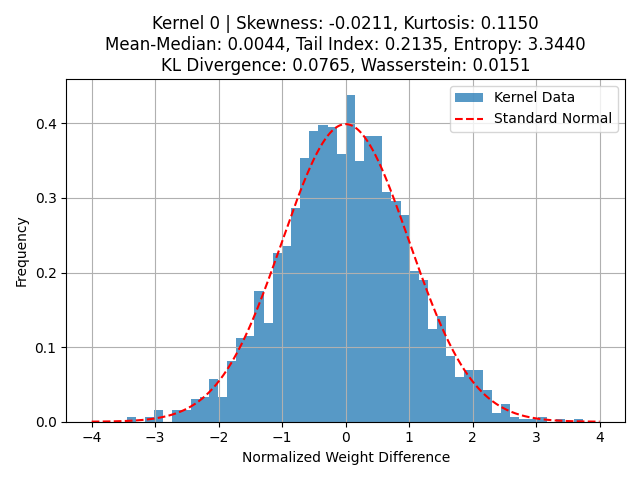 Kernel 0 | Skewness: -0.0211, Kurtosis: 0.1150
Mean-Median: 0.0044, Tail Index: 0.2135, Entropy: 3.3440
KL Divergence: 0.0765, Wasserstein: 0.0151
Kernel Data
Standard Normal
Frequency
0.4
0.3
0.2
0.1
0.0
−4 −3 −2 −1 0 1 2 3 4
Normalized Weight Difference